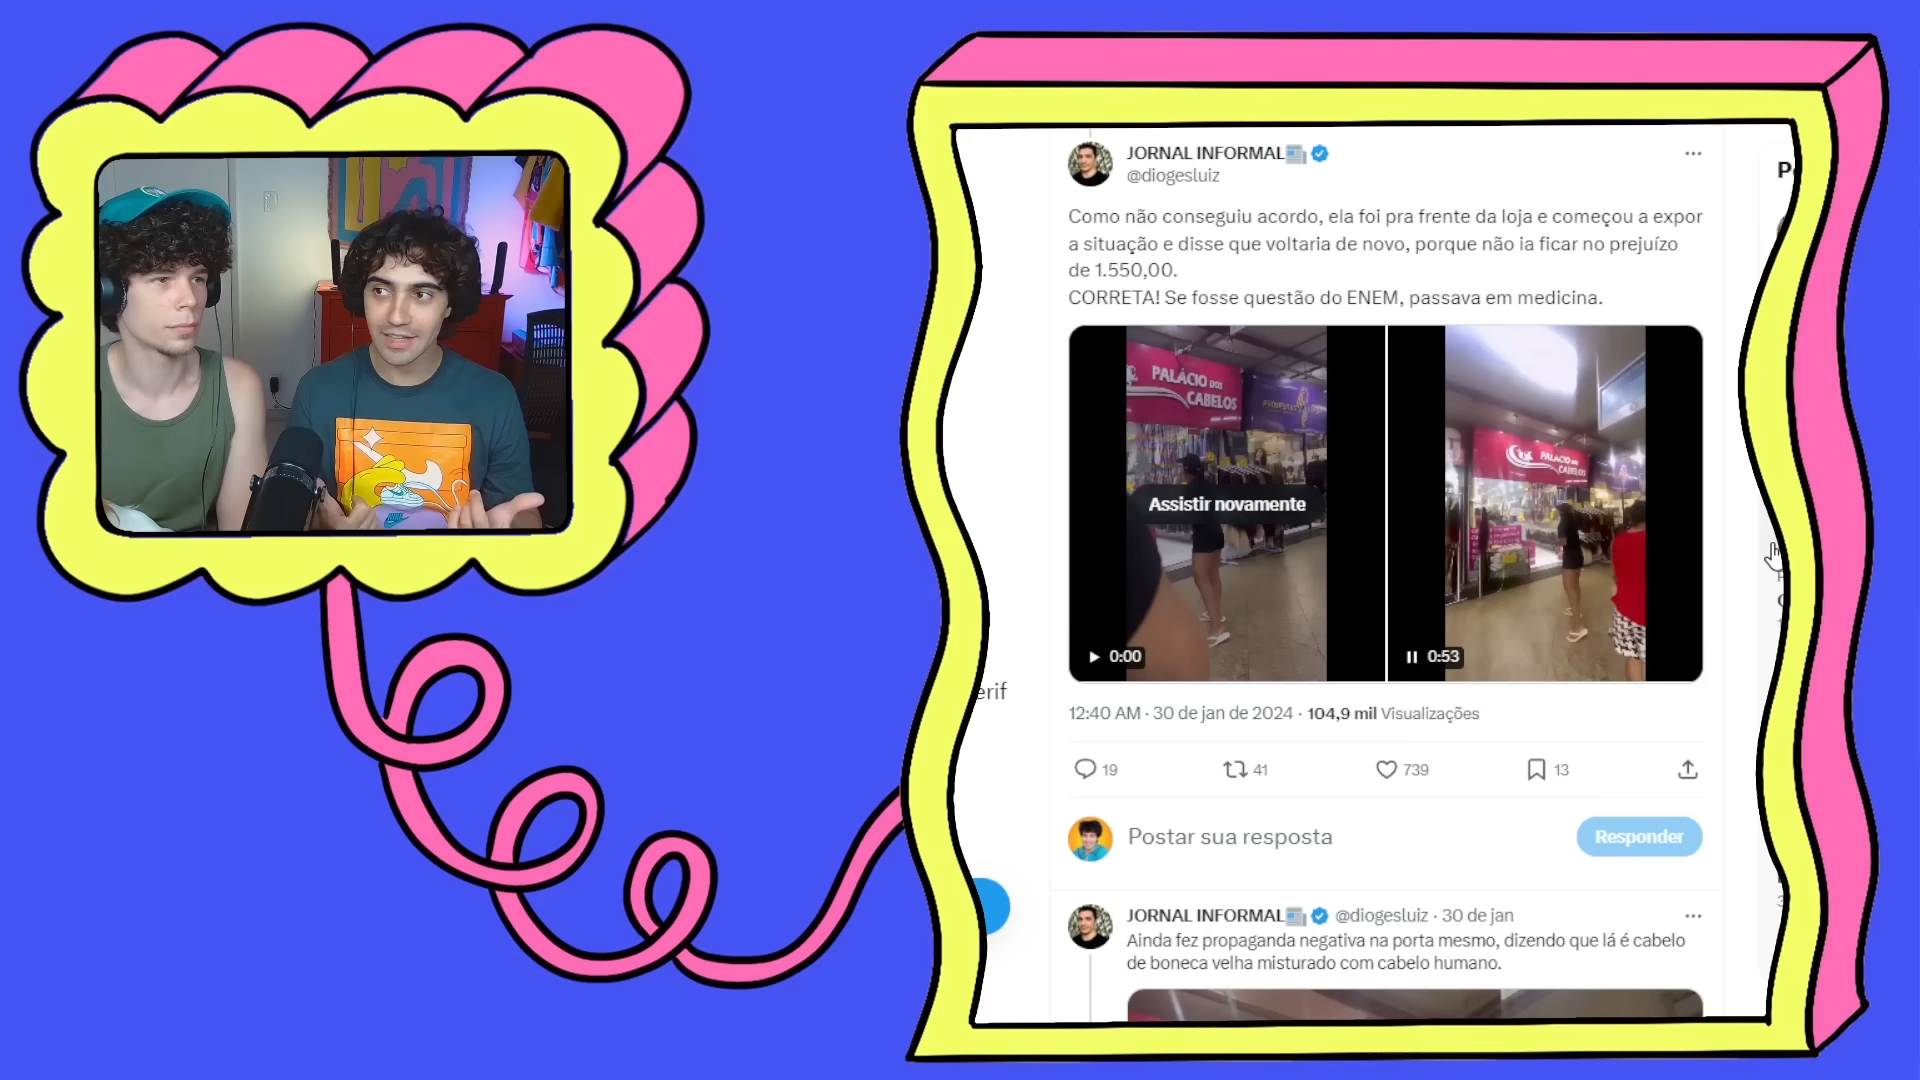 JORNAL INFORMAL
@diogesluiz
Como não conseguiu acordo, ela foi pra frente da loja e começou a expor
a situação e disse que voltaria de novo, porque não ia ficar no prejuízo
de 1.550,00.
CORRETA! Se fosse questão do ENEM, passava em medicina.
PALÁCIO DOS
CABELOS
Assistir novamente
0:00
PALÁCIO DOS
CABELOS
0:53
erif
12:40 AM · 30 de jan de 2024 · 104,9 mil Visualizações
19
41
739
13
Postar sua resposta
Responder
JORNAL INFORMAL @diogesluiz · 30 de jan
Ainda fez propaganda negativa na porta mesmo, dizendo que lá é cabelo
de boneca velha misturado com cabelo humano.